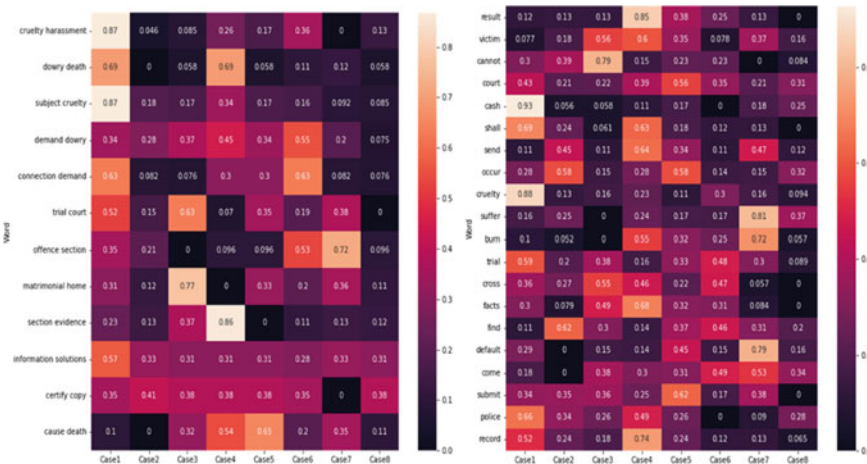 cruelty harassment 0.87 0.046 0.085 0.26 0.17 0.36 0 0.13
dowry death 0.69 0 0.058 0.69 0.058 0.11 0.12 0.058
subject cruelty 0.87 0.18 0.17 0.34 0.17 0.16 0.092 0.085
demand dowry 0.34 0.28 0.37 0.45 0.34 0.55 0.2 0.075
connection demand 0.63 0.082 0.076 0.3 0.3 0.63 0.082 0.076
trial court 0.52 0.15 0.63 0.07 0.35 0.19 0.38 0
offence section 0.35 0.21 0 0.096 0.096 0.53 0.72 0.096
matrimonial home 0.31 0.12 0.77 0 0.33 0.2 0.36 0.11
section evidence 0.23 0.13 0.37 0.86 0 0.11 0.13 0.12
information solutions 0.57 0.33 0.31 0.31 0.31 0.28 0.33 0.31
certify copy 0.35 0.41 0.38 0.38 0.38 0.35 0 0.38
cause death 0.1 0 0.32 0.54 0.65 0.2 0.35 0.11
Case1 Case2 Case3 Case4 Case5 Case6 Case7 Case8
Word
0.8
0.7
0.6
0.5
0.4
0.3
0.2
0.1
0.0
result 0.12 0.13 0.13 0.85 0.38 0.25 0.13 0
victim 0.077 0.18 0.56 0.6 0.35 0.078 0.37 0.16
cannot 0.3 0.39 0.79 0.15 0.23 0.23 0 0.084
court 0.43 0.21 0.22 0.39 0.56 0.35 0.21 0.31
cash 0.93 0.056 0.058 0.11 0.17 0 0.18 0.25
shall 0.69 0.24 0.061 0.63 0.18 0.12 0.13 0
send 0.11 0.45 0.11 0.64 0.34 0.11 0.47 0.12
occur 0.28 0.58 0.15 0.28 0.58 0.14 0.15 0.32
cruelty 0.88 0.13 0.16 0.23 0.11 0.3 0.16 0.094
suffer 0.16 0.25 0 0.24 0.17 0.17 0.81 0.37
burn 0.1 0.052 0 0.55 0.32 0.25 0.72 0.057
trial 0.59 0.2 0.38 0.16 0.33 0.48 0.3 0.089
cross 0.36 0.27 0.55 0.46 0.22 0.47 0.057 0
facts 0.3 0.079 0.49 0.68 0.32 0.31 0.084 0
find 0.11 0.62 0.3 0.14 0.37 0.46 0.31 0.2
default 0.29 0 0.15 0.14 0.45 0.15 0.79 0.16
come 0.18 0 0.38 0.3 0.31 0.49 0.53 0.34
submit 0.34 0.35 0.36 0.25 0.62 0.17 0.38 0
police 0.66 0.34 0.26 0.49 0.26 0 0.09 0.28
record 0.52 0.24 0.18 0.74 0.24 0.12 0.13 0.065
Case1 Case2 Case3 Case4 Case5 Case6 Case7 Case8
Word